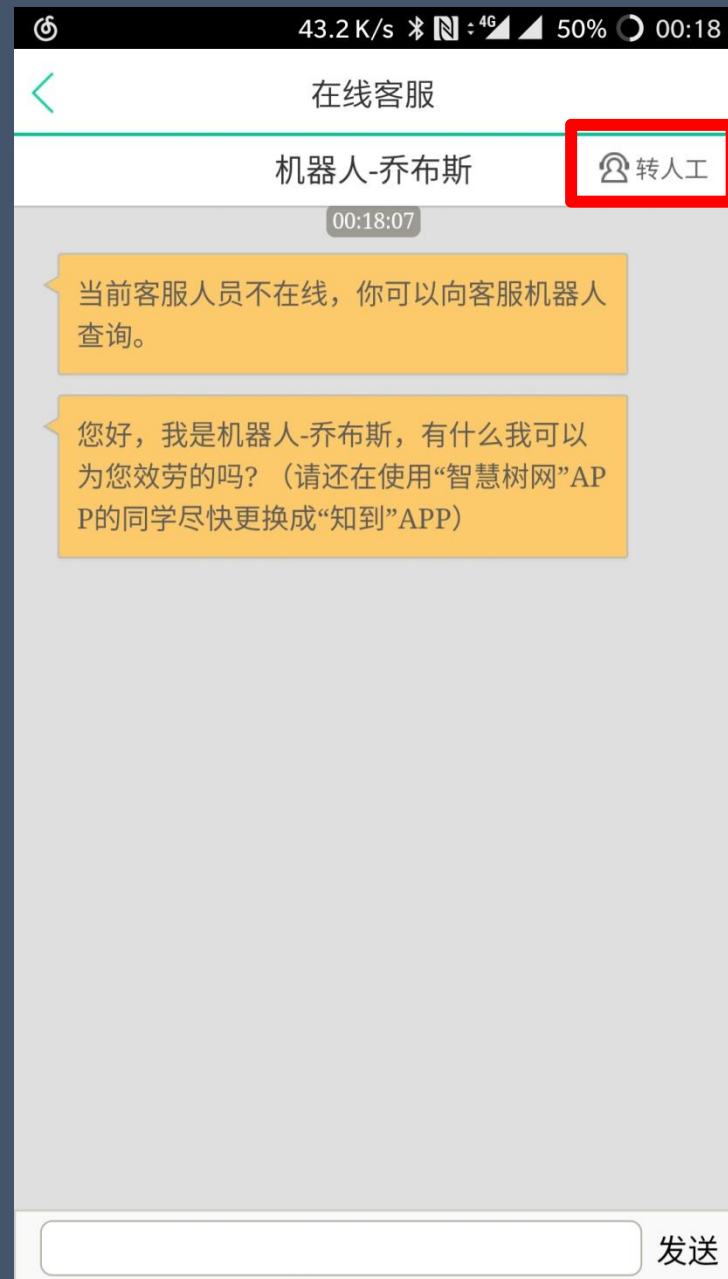 43.2 K/s 4G 50% 00:18
在线客服
机器人-乔布斯 转人工
00:18:07
当前客服人员不在线，你可以向客服机器人
查询。
您好，我是机器人-乔布斯，有什么我可以
为您效劳的吗？（请还在使用“智慧树网”AP
P的同学尽快更换成“知到”APP）
发送